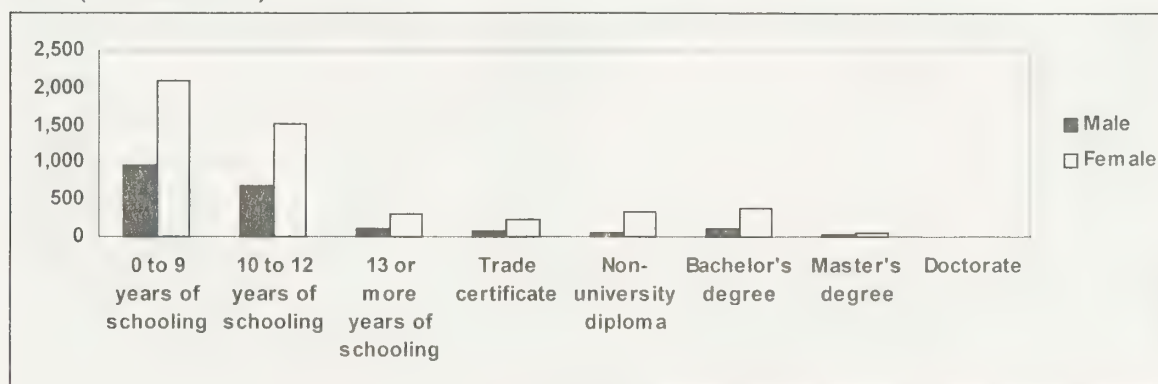 2,500
2,000
1,500
1,000
500
0
Male
Female
0 to 9
years of
schooling
10 to 12
years of
schooling
13 or
more
years of
schooling
Trade
certificate
Non-
university
diploma
Bachelor's
degree
Master's
degree
Doctorate